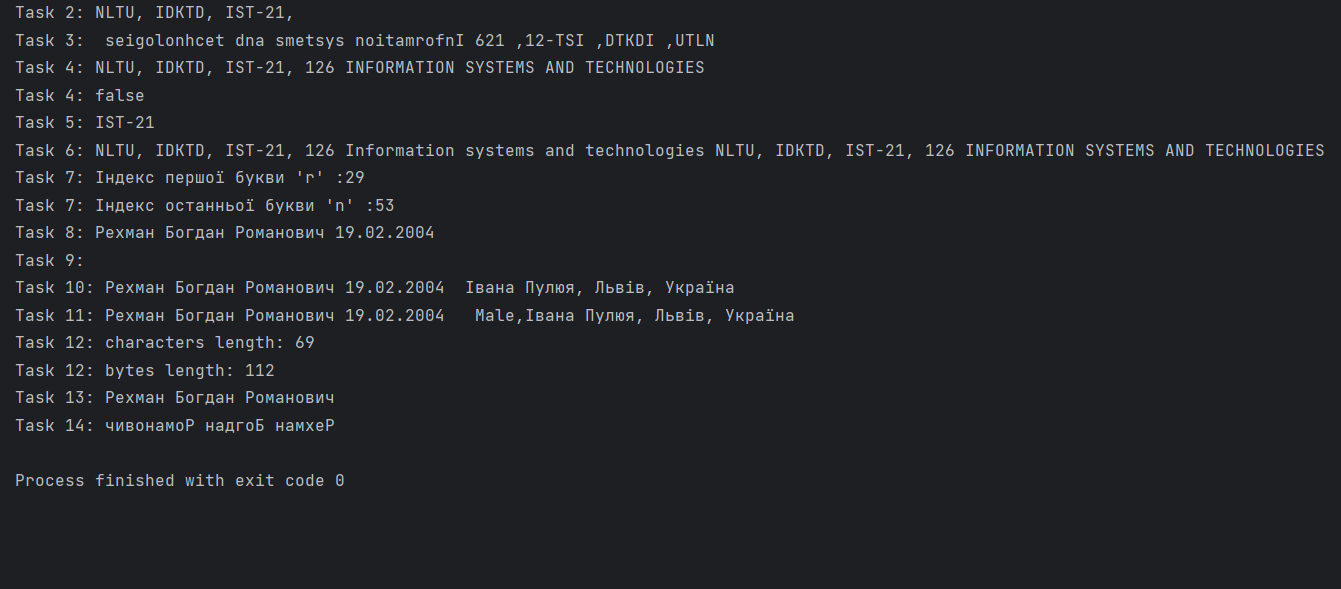 Task 2: NLTU, IDKTD, IST-21,
Task 3:  seigolonhcet dna smetsys noitamrofnI 621 ,12-TSI ,DTKDI ,UTLN
Task 4: NLTU, IDKTD, IST-21, 126 INFORMATION SYSTEMS AND TECHNOLOGIES
Task 4: false
Task 5: IST-21
Task 6: NLTU, IDKTD, IST-21, 126 Information systems and technologies NLTU, IDKTD, IST-21, 126 INFORMATION SYSTEMS AND TECHNOLOGIES
Task 7: Індекс першої букви 'r' :29
Task 7: Індекс останньої букви 'n' :53
Task 8: Рехман Богдан Романович 19.02.2004
Task 9:
Task 10: Рехман Богдан Романович 19.02.2004  Івана Пулюя, Львів, Україна
Task 11: Рехман Богдан Романович 19.02.2004   Male,Івана Пулюя, Львів, Україна
Task 12: characters length: 69
Task 12: bytes length: 112
Task 13: Рехман Богдан Романович
Task 14: чивонамоР надгоБ намхеР
Process finished with exit code 0